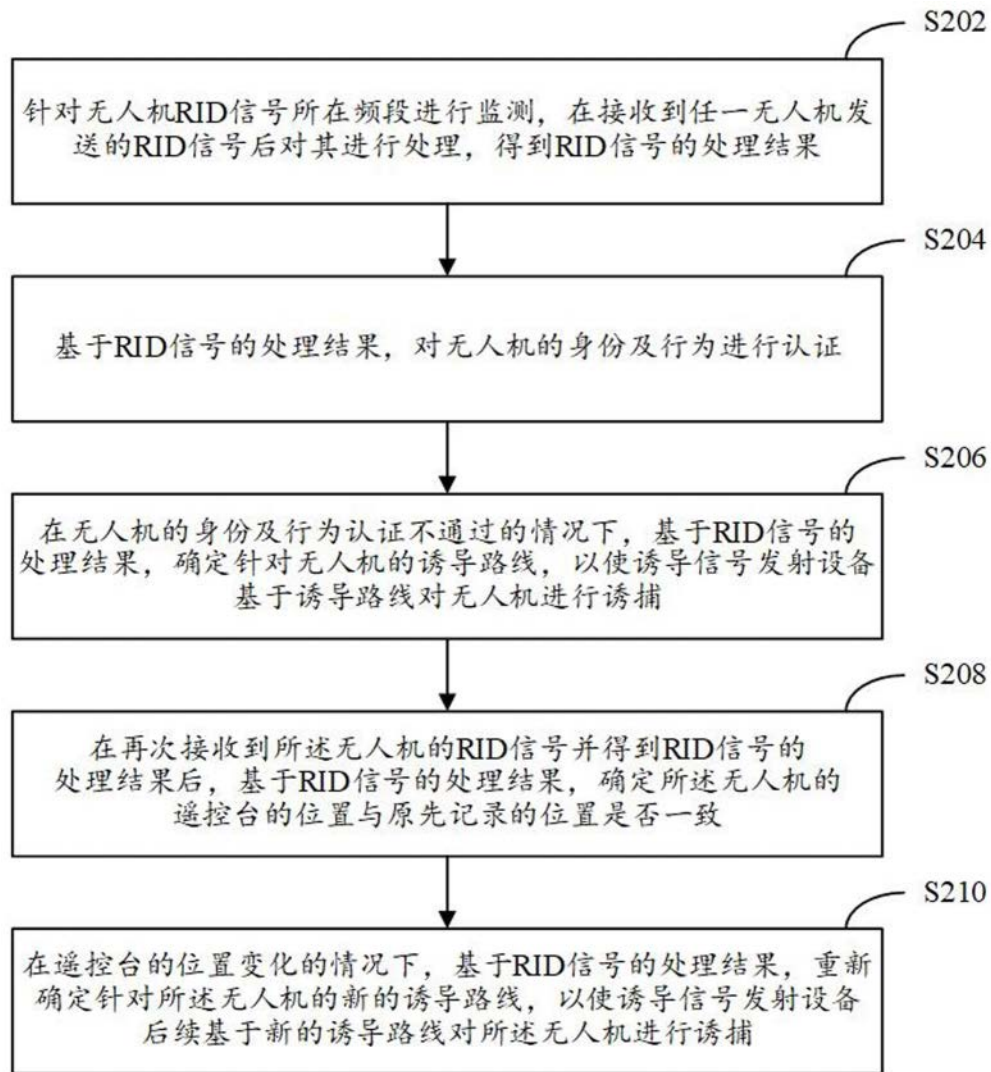 S202
针对无人机RID信号所在频段进行监测，在接收到任一无人机发
送的RID信号后对其进行处理，得到RID信号的处理结果
S204
基于RID信号的处理结果，对无人机的身份及行为进行认证
S206
在无人机的身份及行为认证不通过的情况下，基于RID信号的
处理结果，确定针对无人机的诱导路线，以使诱导信号发射设备
基于诱导路线对无人机进行诱捕
S208
在再次接收到所述无人机的RID信号并得到RID信号的
处理结果后，基于RID信号的处理结果，确定所述无人机的
遥控台的位置与原先记录的位置是否一致
S210
在遥控台的位置变化的情况下，基于RID信号的处理结果，重新
确定针对所述无人机的新的诱导路线，以使诱导信号发射设备
后续基于新的诱导路线对所述无人机进行诱捕